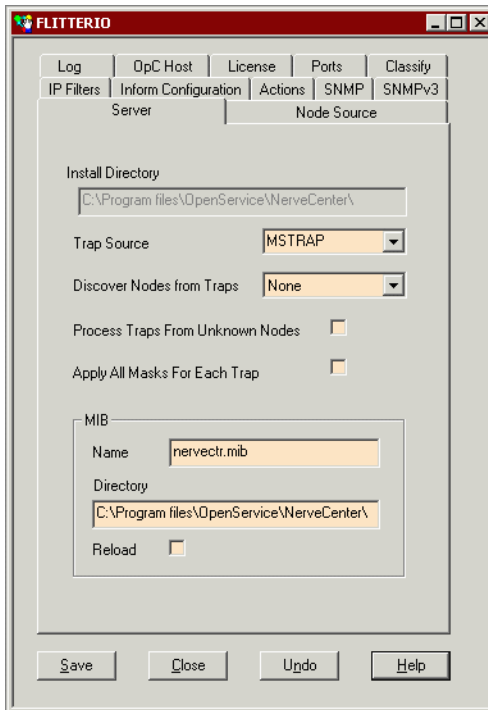 FLITTERIO
Log OpC Host License Ports Classify
IP Filters Inform Configuration Actions SNMP SNMPv3
Server Node Source
Install Directory
C:\Program files\OpenService\NerveCenter\
Trap Source MSTRAP
Discover Nodes from Traps None
Process Traps From Unknown Nodes
Apply All Masks For Each Trap
MIB
Name nervectr.mib
Directory
C:\Program files\OpenService\NerveCenter\
Reload
Save Close Undo Help